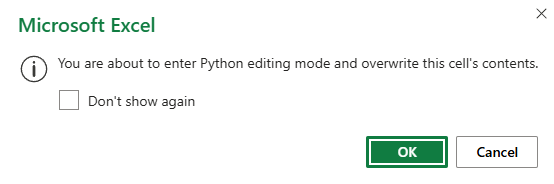 Microsoft Excel
You are about to enter Python editing mode and overwrite this cell's contents.
Don't show again
OK
Cancel